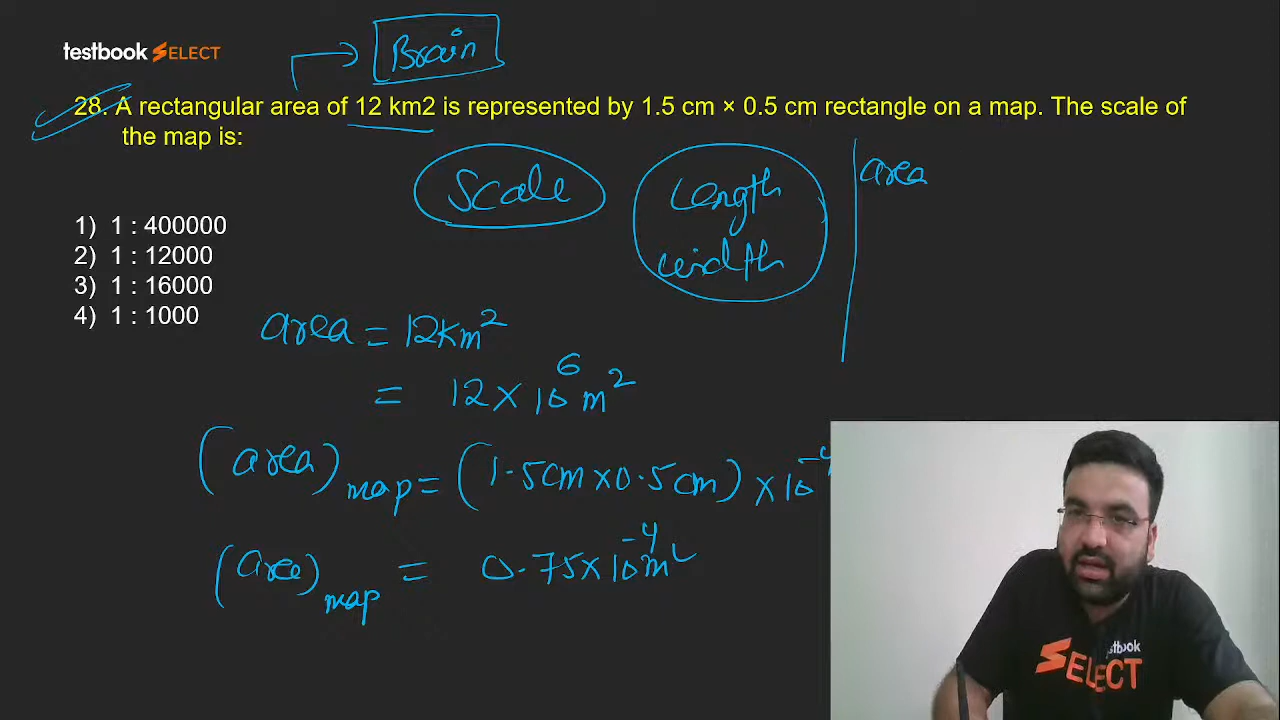 Brain
testbook SELECT
28. A rectangular area of 12 km2 is represented by 1.5 cm × 0.5 cm rectangle on a map. The scale of
the map is:
Scale
Length
width
area
1) 1 : 400000
2) 1 : 12000
3) 1 : 16000
4) 1 : 1000
area = 12km²
= 12 × 10⁶ m²
(area)map = (1.5cm × 0.5cm) × 10⁻⁴
(area)map = 0.75 × 10⁻⁴ m²
stbook
SELECT